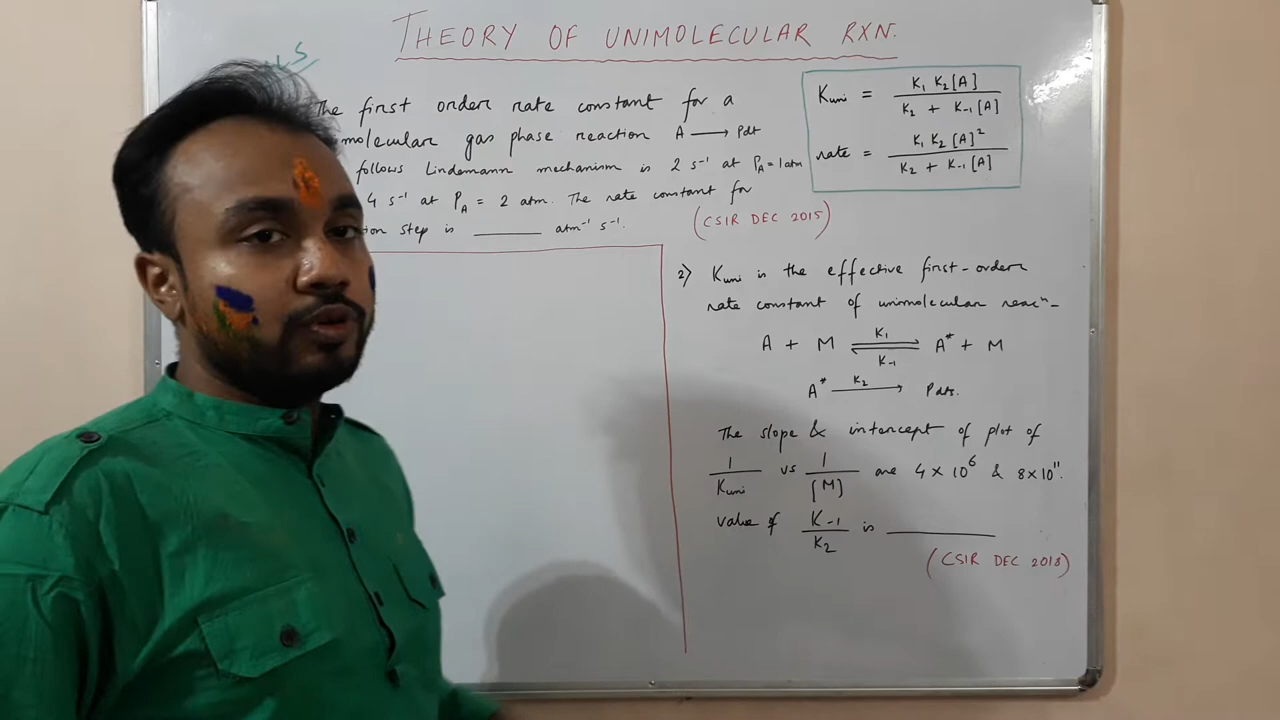 THEORY OF UNIMOLECULAR RXN.
The first order rate constant for a
molecular gas phase reaction A ⟶ Pdt
follows Lindemann mechanism is 2 s⁻¹ at P_A = 1 atm
4 s⁻¹ at P_A = 2 atm. The rate constant for
step is ______ atm⁻¹ s⁻¹.
(CSIR DEC 2015)
K_uni = K₁ K₂ [A] / K₂ + K₋₁ [A]
rate = K₁ K₂ [A]² / K₂ + K₋₁ [A]
2) K_uni is the effective first-order
rate constant of unimolecular reacⁿ-
A + M ⇌ A* + M
K₁
K₋₁
A* ⟶ Pdts.
K₂
The slope & intercept of plot of
1/K_uni vs 1/[M] are 4 × 10⁶ & 8×10¹¹.
value of K₋₁/K₂ is ______
(CSIR DEC 2018)